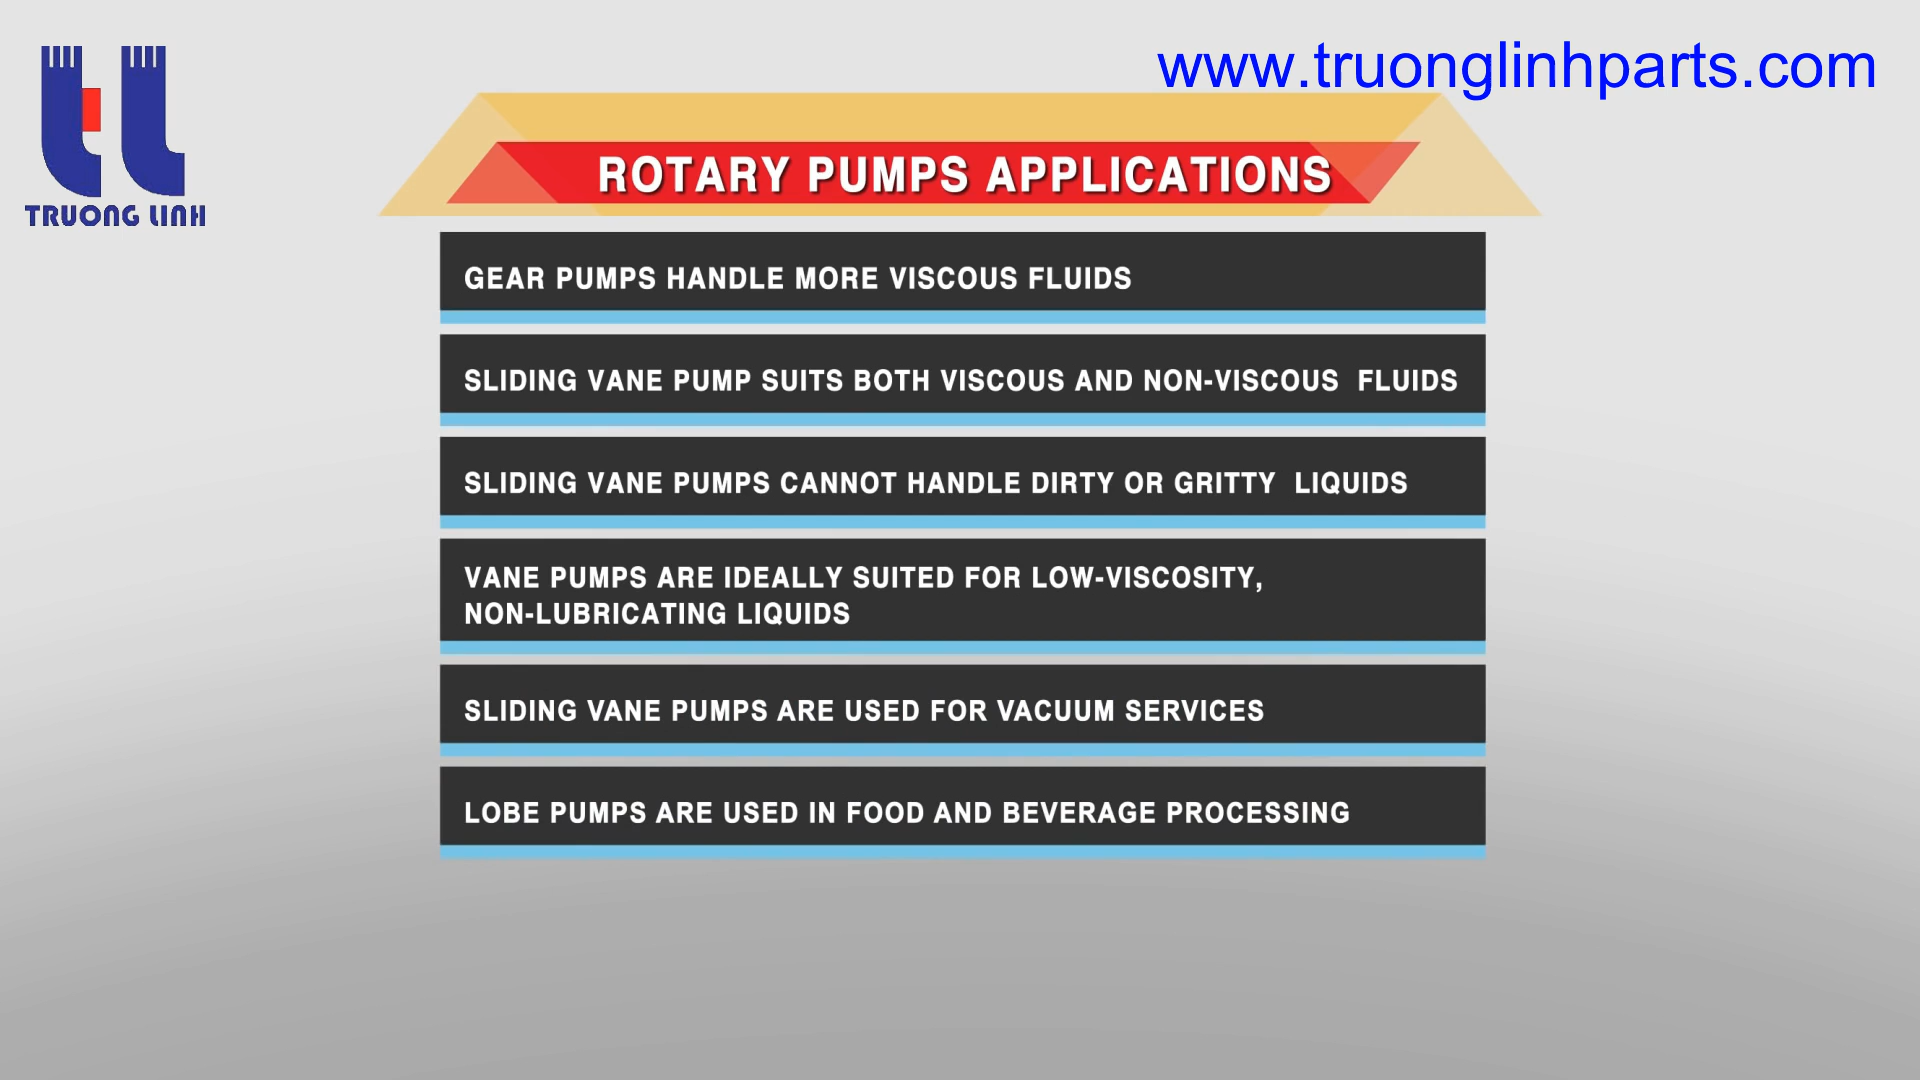 www.truonglinhparts.com
TRUONG LINH
ROTARY PUMPS APPLICATIONS
GEAR PUMPS HANDLE MORE VISCOUS FLUIDS
SLIDING VANE PUMP SUITS BOTH VISCOUS AND NON-VISCOUS FLUIDS
SLIDING VANE PUMPS CANNOT HANDLE DIRTY OR GRITTY LIQUIDS
VANE PUMPS ARE IDEALLY SUITED FOR LOW-VISCOSITY,
NON-LUBRICATING LIQUIDS
SLIDING VANE PUMPS ARE USED FOR VACUUM SERVICES
LOBE PUMPS ARE USED IN FOOD AND BEVERAGE PROCESSING